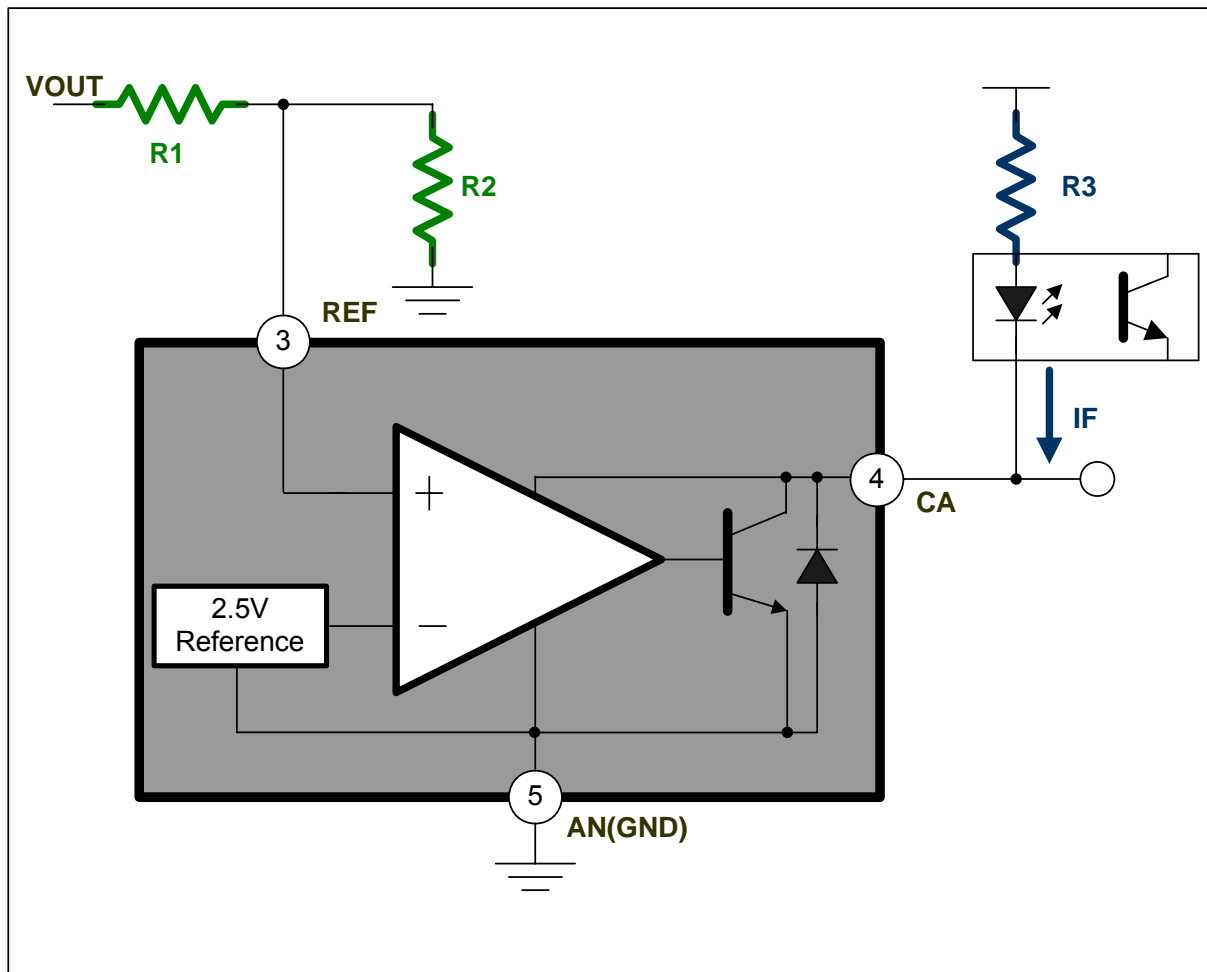 VOUT
R1
R2
R3
REF
3
IF
+
4
CA
2.5V
Reference
−
5
AN(GND)